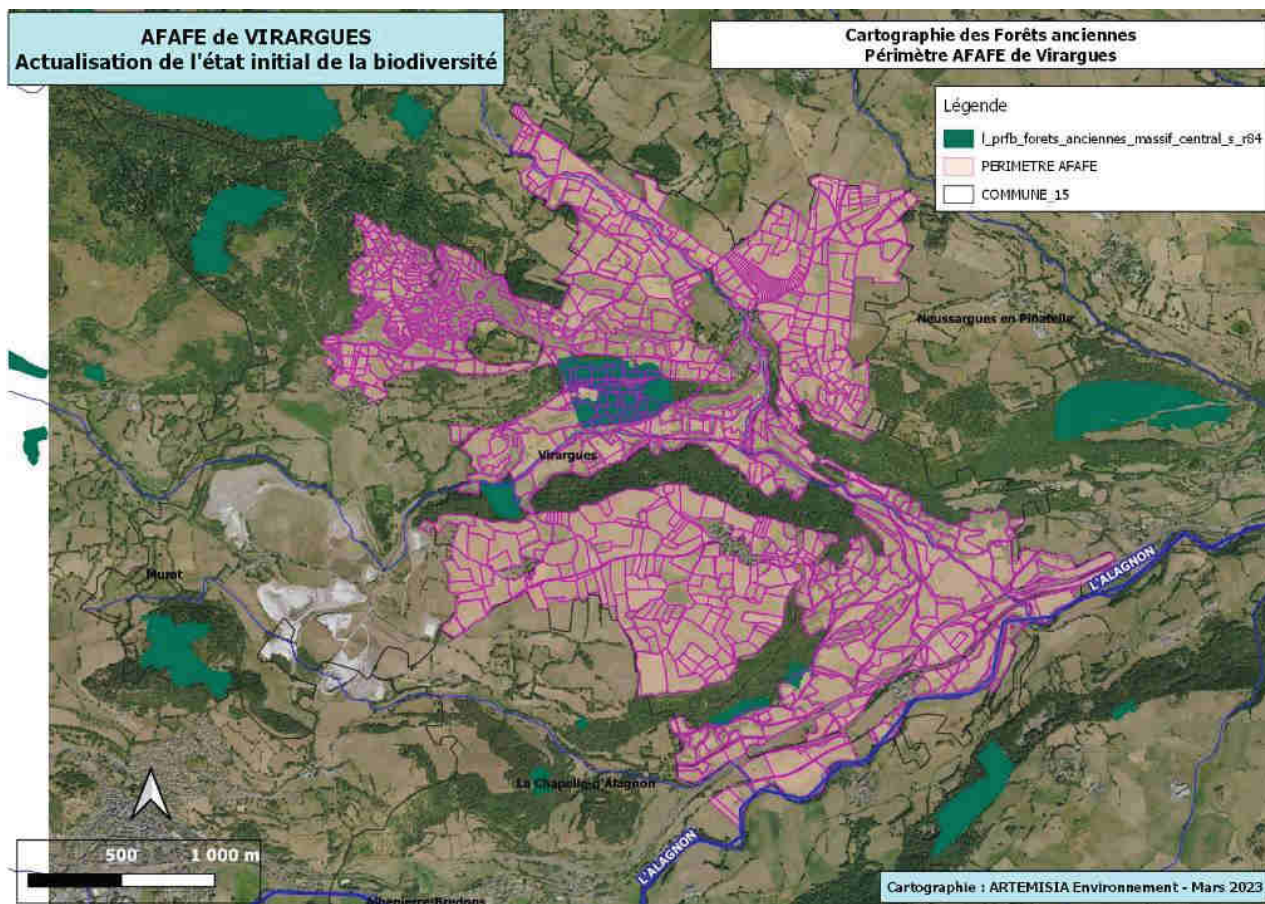 AFAFE de VIRARGUES
Actualisation de l'état initial de la biodiversité
Cartographie des Forêts anciennes
Périmètre AFAFE de Virargues
Légende
l_prfb_forets_anciennes_massif_central_s_r84
PERIMETRE AFAFE
COMMUNE_15
Neussargues en Pinatelle
Virargues
Murat
L'ALAGNON
La Chapelle-d'Alagnon
L'ALAGNON
500 1 000 m
Albepierre-Bredons
Cartographie : ARTEMISIA Environnement - Mars 2023